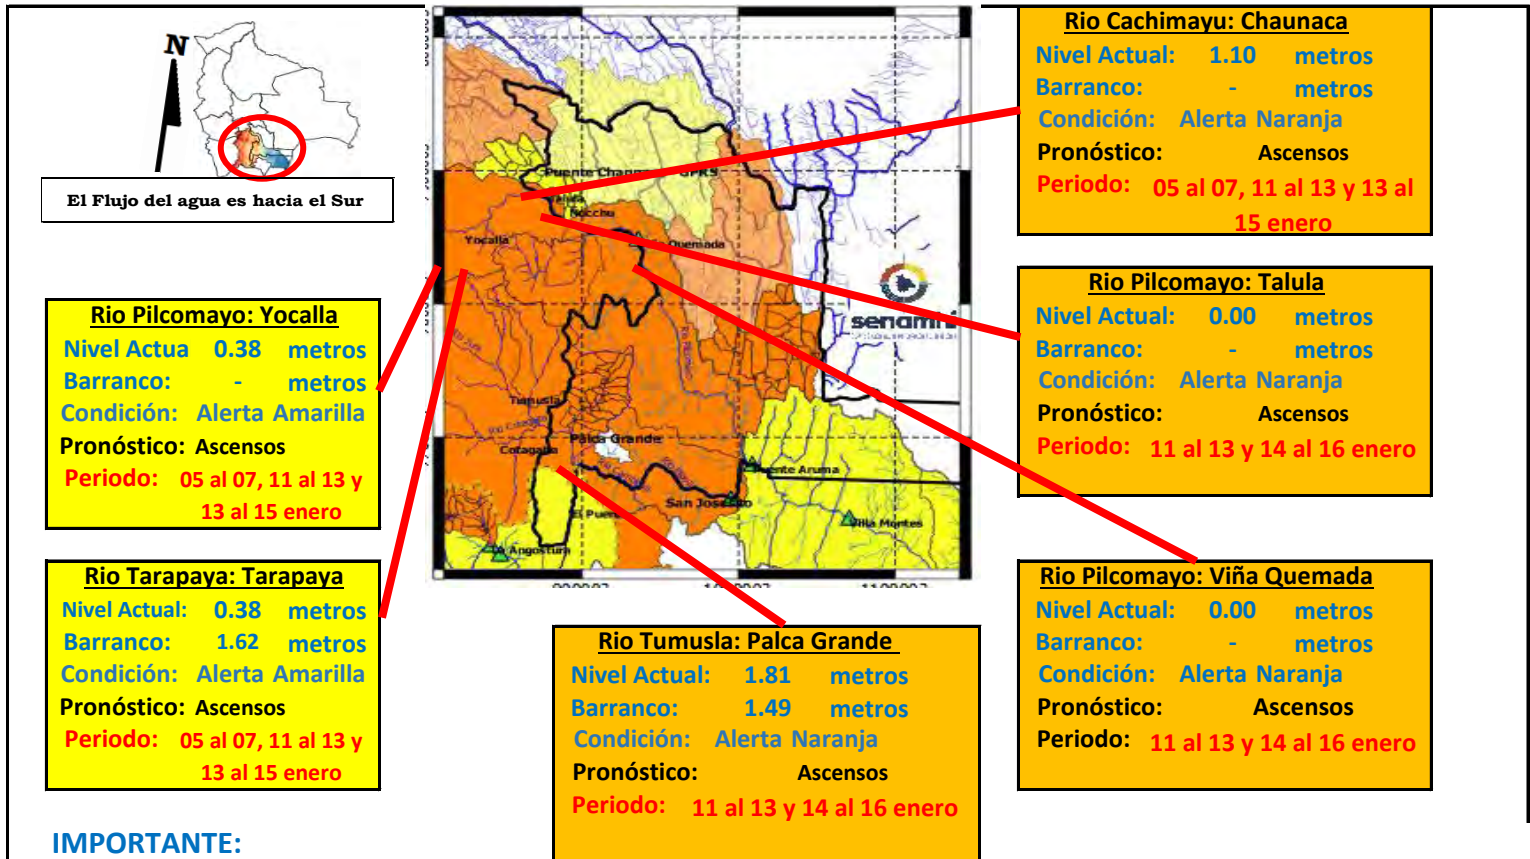 N
El Flujo del agua es hacia el Sur
Rio Pilcomayo: Yocalla
Nivel Actua 0.38 metros
Barranco: - metros
Condición: Alerta Amarilla
Pronóstico: Ascensos
Periodo: 05 al 07, 11 al 13 y
13 al 15 enero
Rio Tarapaya: Tarapaya
Nivel Actual: 0.38 metros
Barranco: 1.62 metros
Condición: Alerta Amarilla
Pronóstico: Ascensos
Periodo: 05 al 07, 11 al 13 y
13 al 15 enero
IMPORTANTE:
Yocalla
Quemada
senamhi
Tumusla
Palca Grande
Cotagaita
Puente Aruma
San Josecito
El Puente
Villa Montes
La Angostura
Rio Tumusla: Palca Grande
Nivel Actual: 1.81 metros
Barranco: 1.49 metros
Condición: Alerta Naranja
Pronóstico: Ascensos
Periodo: 11 al 13 y 14 al 16 enero
Rio Cachimayu: Chaunaca
Nivel Actual: 1.10 metros
Barranco: - metros
Condición: Alerta Naranja
Pronóstico: Ascensos
Periodo: 05 al 07, 11 al 13 y 13 al
15 enero
Rio Pilcomayo: Talula
Nivel Actual: 0.00 metros
Barranco: - metros
Condición: Alerta Naranja
Pronóstico: Ascensos
Periodo: 11 al 13 y 14 al 16 enero
Rio Pilcomayo: Viña Quemada
Nivel Actual: 0.00 metros
Barranco: - metros
Condición: Alerta Naranja
Pronóstico: Ascensos
Periodo: 11 al 13 y 14 al 16 enero